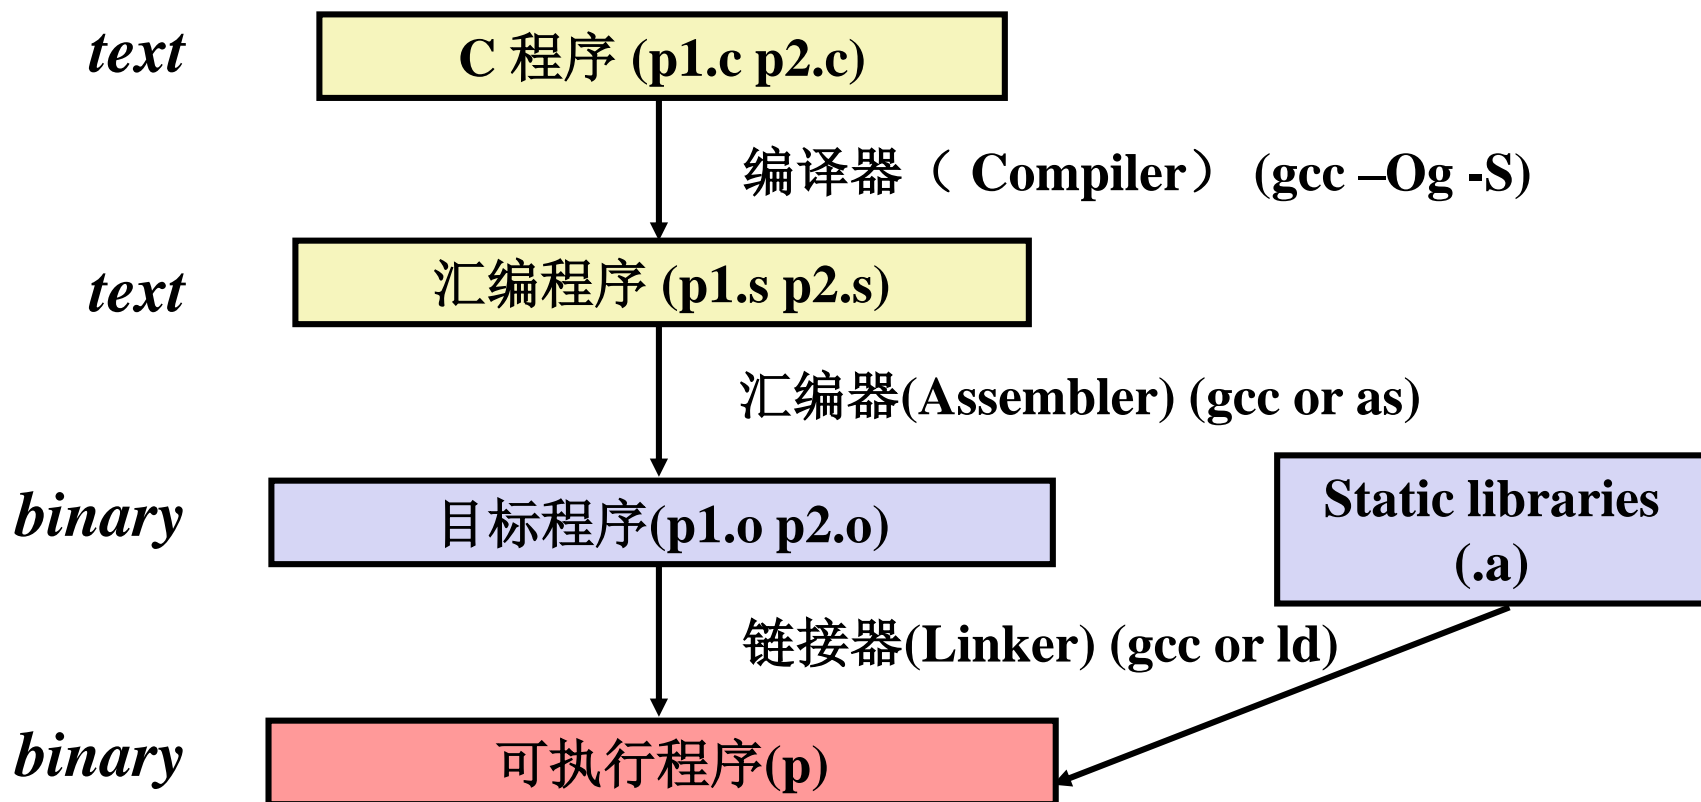 text
C 程序 (p1.c p2.c)
编译器（ Compiler） (gcc –Og -S)
text
汇编程序 (p1.s p2.s)
汇编器(Assembler) (gcc or as)
binary
目标程序(p1.o p2.o)
Static libraries
(.a)
链接器(Linker) (gcc or ld)
binary
可执行程序(p)